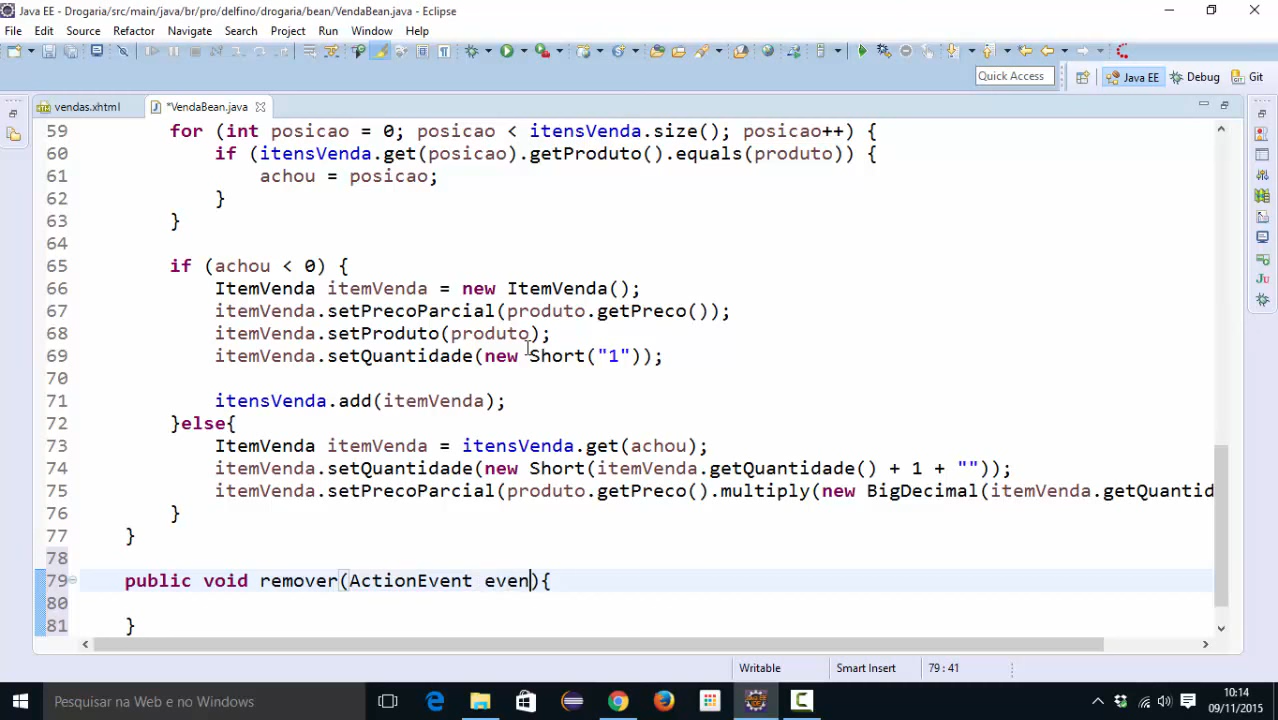 Java EE - Drogaria/src/main/java/br/pro/delfino/drogaria/bean/VendaBean.java - Eclipse
File Edit Source Refactor Navigate Search Project Run Window Help
Quick Access
Java EE Debug Git
vendas.xhtml *VendaBean.java
59 for (int posicao = 0; posicao < itensVenda.size(); posicao++) {
60 if (itensVenda.get(posicao).getProduto().equals(produto)) {
61 achou = posicao;
62 }
63 }
64
65 if (achou < 0) {
66 ItemVenda itemVenda = new ItemVenda();
67 itemVenda.setPrecoParcial(produto.getPreco());
68 itemVenda.setProduto(produto);
69 itemVenda.setQuantidade(new Short("1"));
70
71 itensVenda.add(itemVenda);
72 }else{
73 ItemVenda itemVenda = itensVenda.get(achou);
74 itemVenda.setQuantidade(new Short(itemVenda.getQuantidade() + 1 + ""));
75 itemVenda.setPrecoParcial(produto.getPreco().multiply(new BigDecimal(itemVenda.getQuantid
76 }
77 }
78
79 public void remover(ActionEvent even){
80
81 }
Writable Smart Insert 79 : 41
Pesquisar na Web e no Windows
10:14
09/11/2015